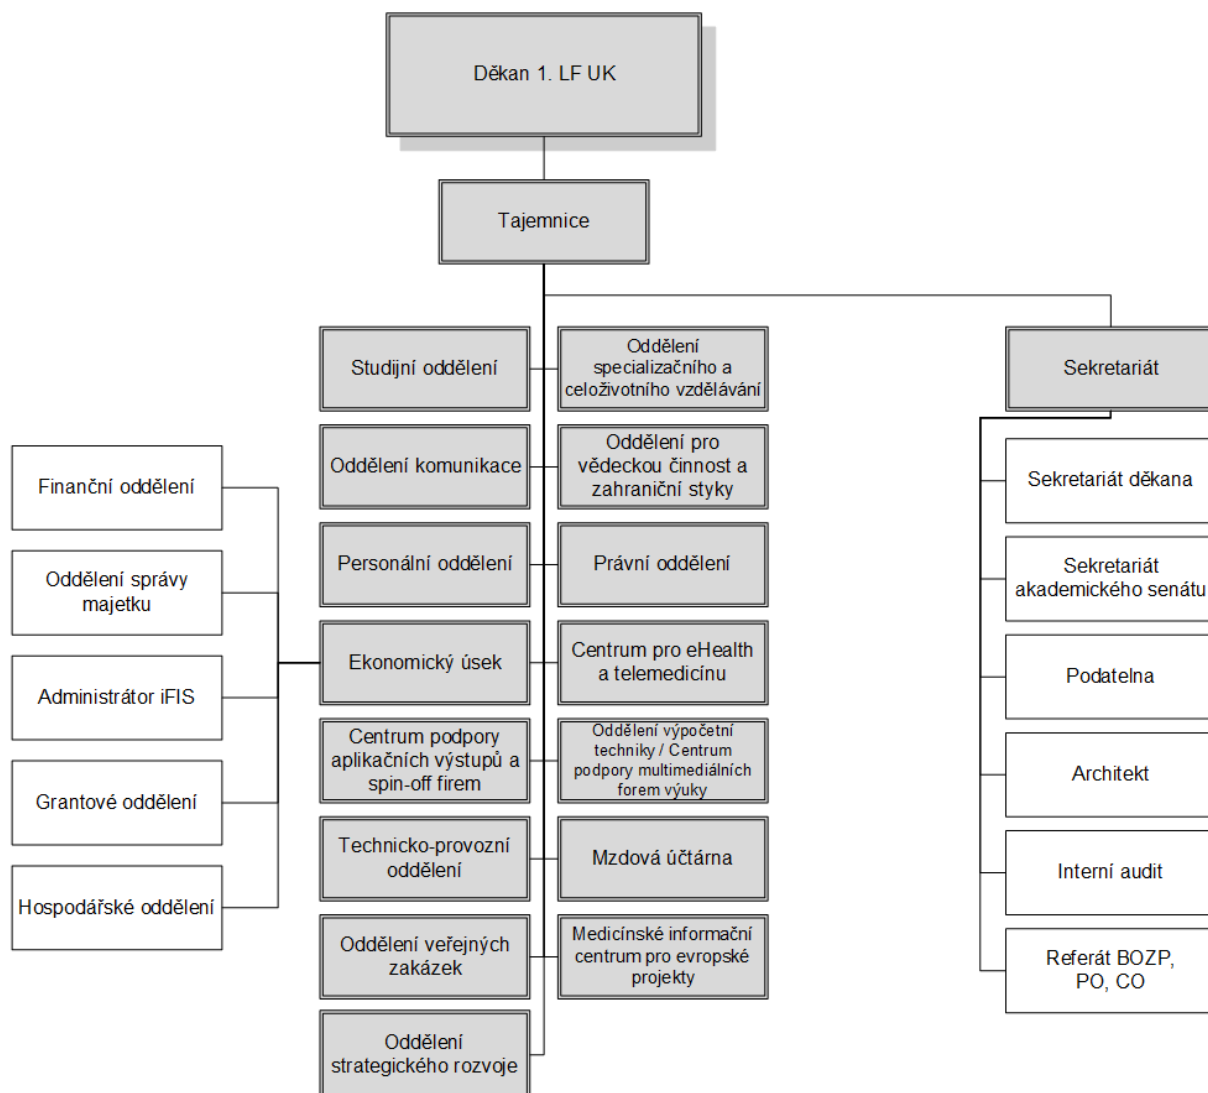 Děkan 1. LF UK
Tajemnice
Studijní oddělení
Oddělení
specializačního a
celoživotního vzdělávání
Sekretariát
Oddělení komunikace
Oddělení pro
vědeckou činnost a
zahraniční styky
Finanční oddělení
Sekretariát děkana
Personální oddělení
Právní oddělení
Oddělení správy
majetku
Sekretariát
akademického senátu
Ekonomický úsek
Centrum pro eHealth
a telemedicínu
Administrátor iFIS
Podatelna
Centrum podpory
aplikačních výstupů a
spin-off firem
Oddělení výpočetní
techniky / Centrum
podpory multimediálních
forem výuky
Grantové oddělení
Architekt
Technicko-provozní
oddělení
Mzdová účtárna
Hospodářské oddělení
Interní audit
Oddělení veřejných
zakázek
Medicínské informační
centrum pro evropské
projekty
Referát BOZP,
PO, CO
Oddělení
strategického rozvoje